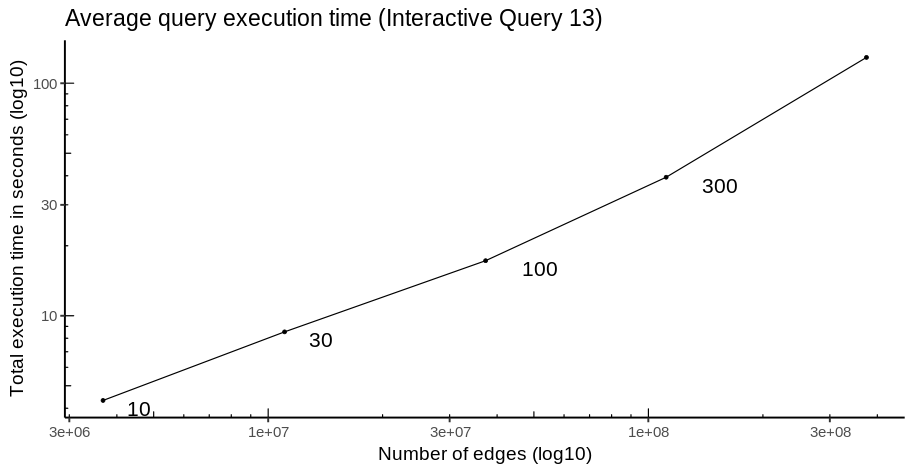 Average query execution time (Interactive Query 13)
Total execution time in seconds (log10)
100
30
10
300
100
30
10
3e+06 1e+07 3e+07 1e+08 3e+08
Number of edges (log10)